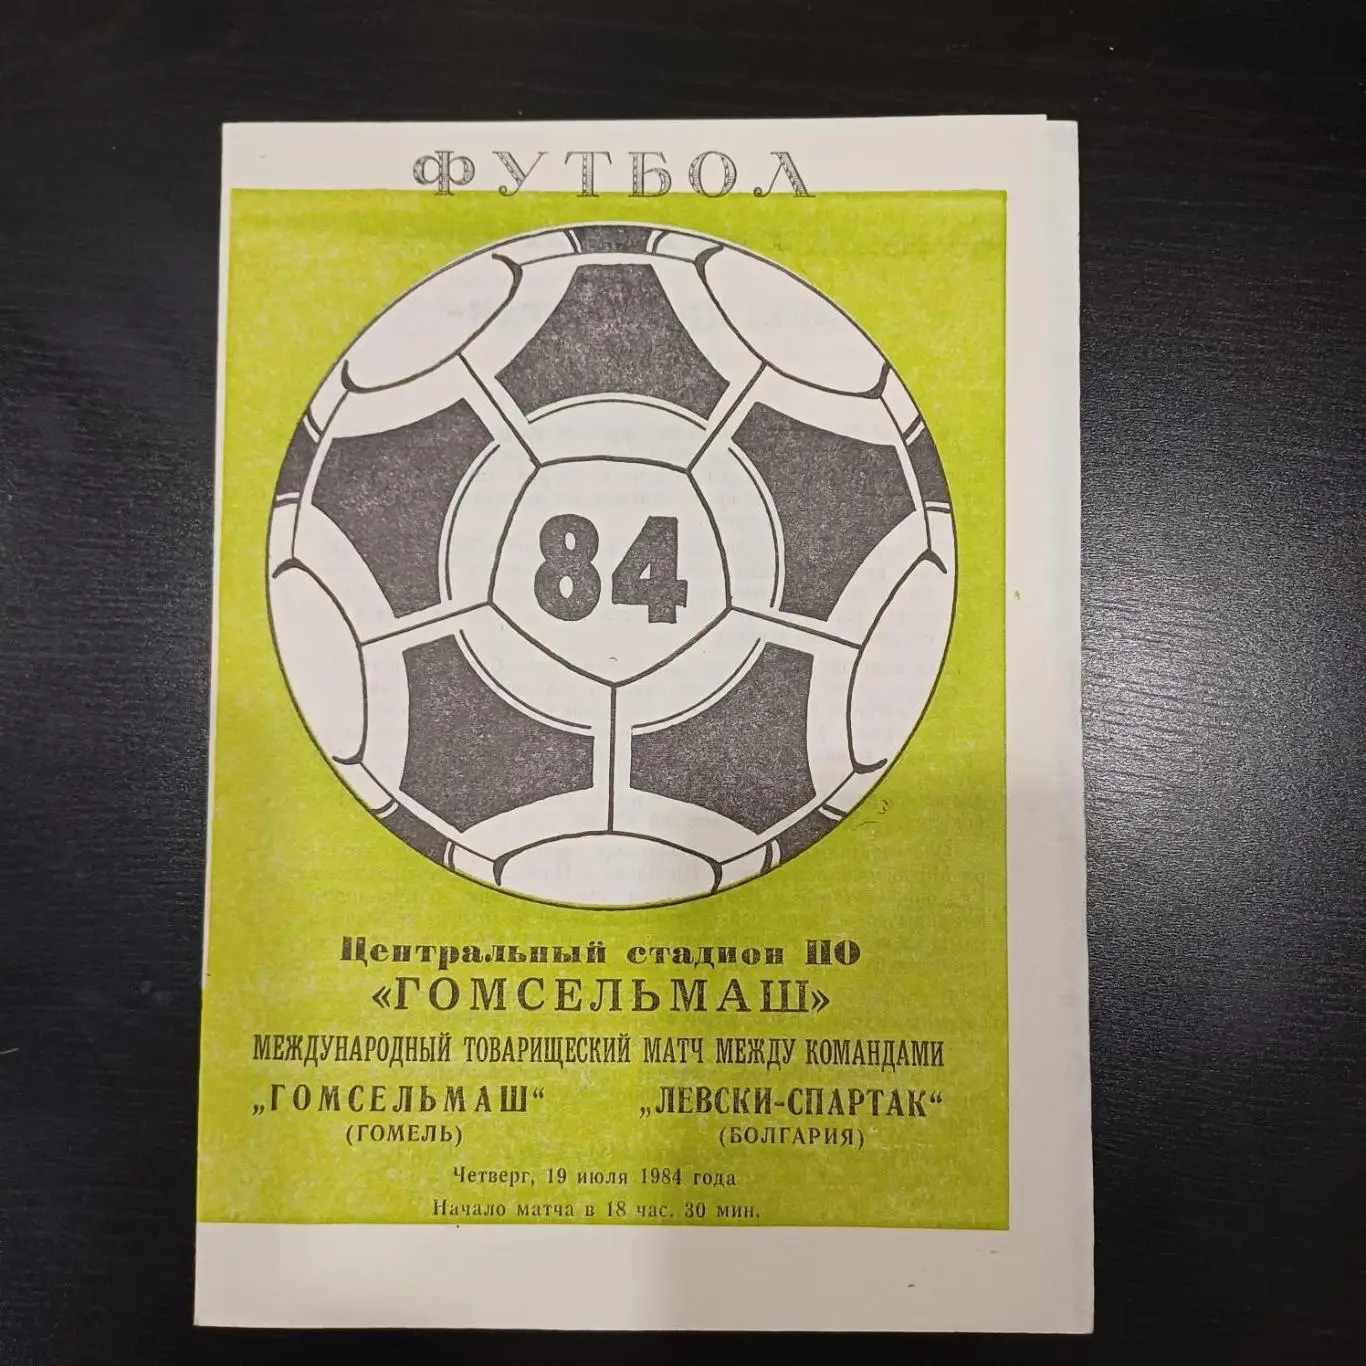 ФУТБОЛ
84
Центральный стадион ПО
«ГОМСЕЛЬМАШ»
МЕЖДУНАРОДНЫЙ ТОВАРИЩЕСКИЙ МАТЧ МЕЖДУ КОМАНДАМИ
„ГОМСЕЛЬМАШ“ „ЛЕВСКИ-СПАРТАК“
(ГОМЕЛЬ) (БОЛГАРИЯ)
Четверг, 19 июля 1984 года
Начало матча в 18 час. 30 мин.